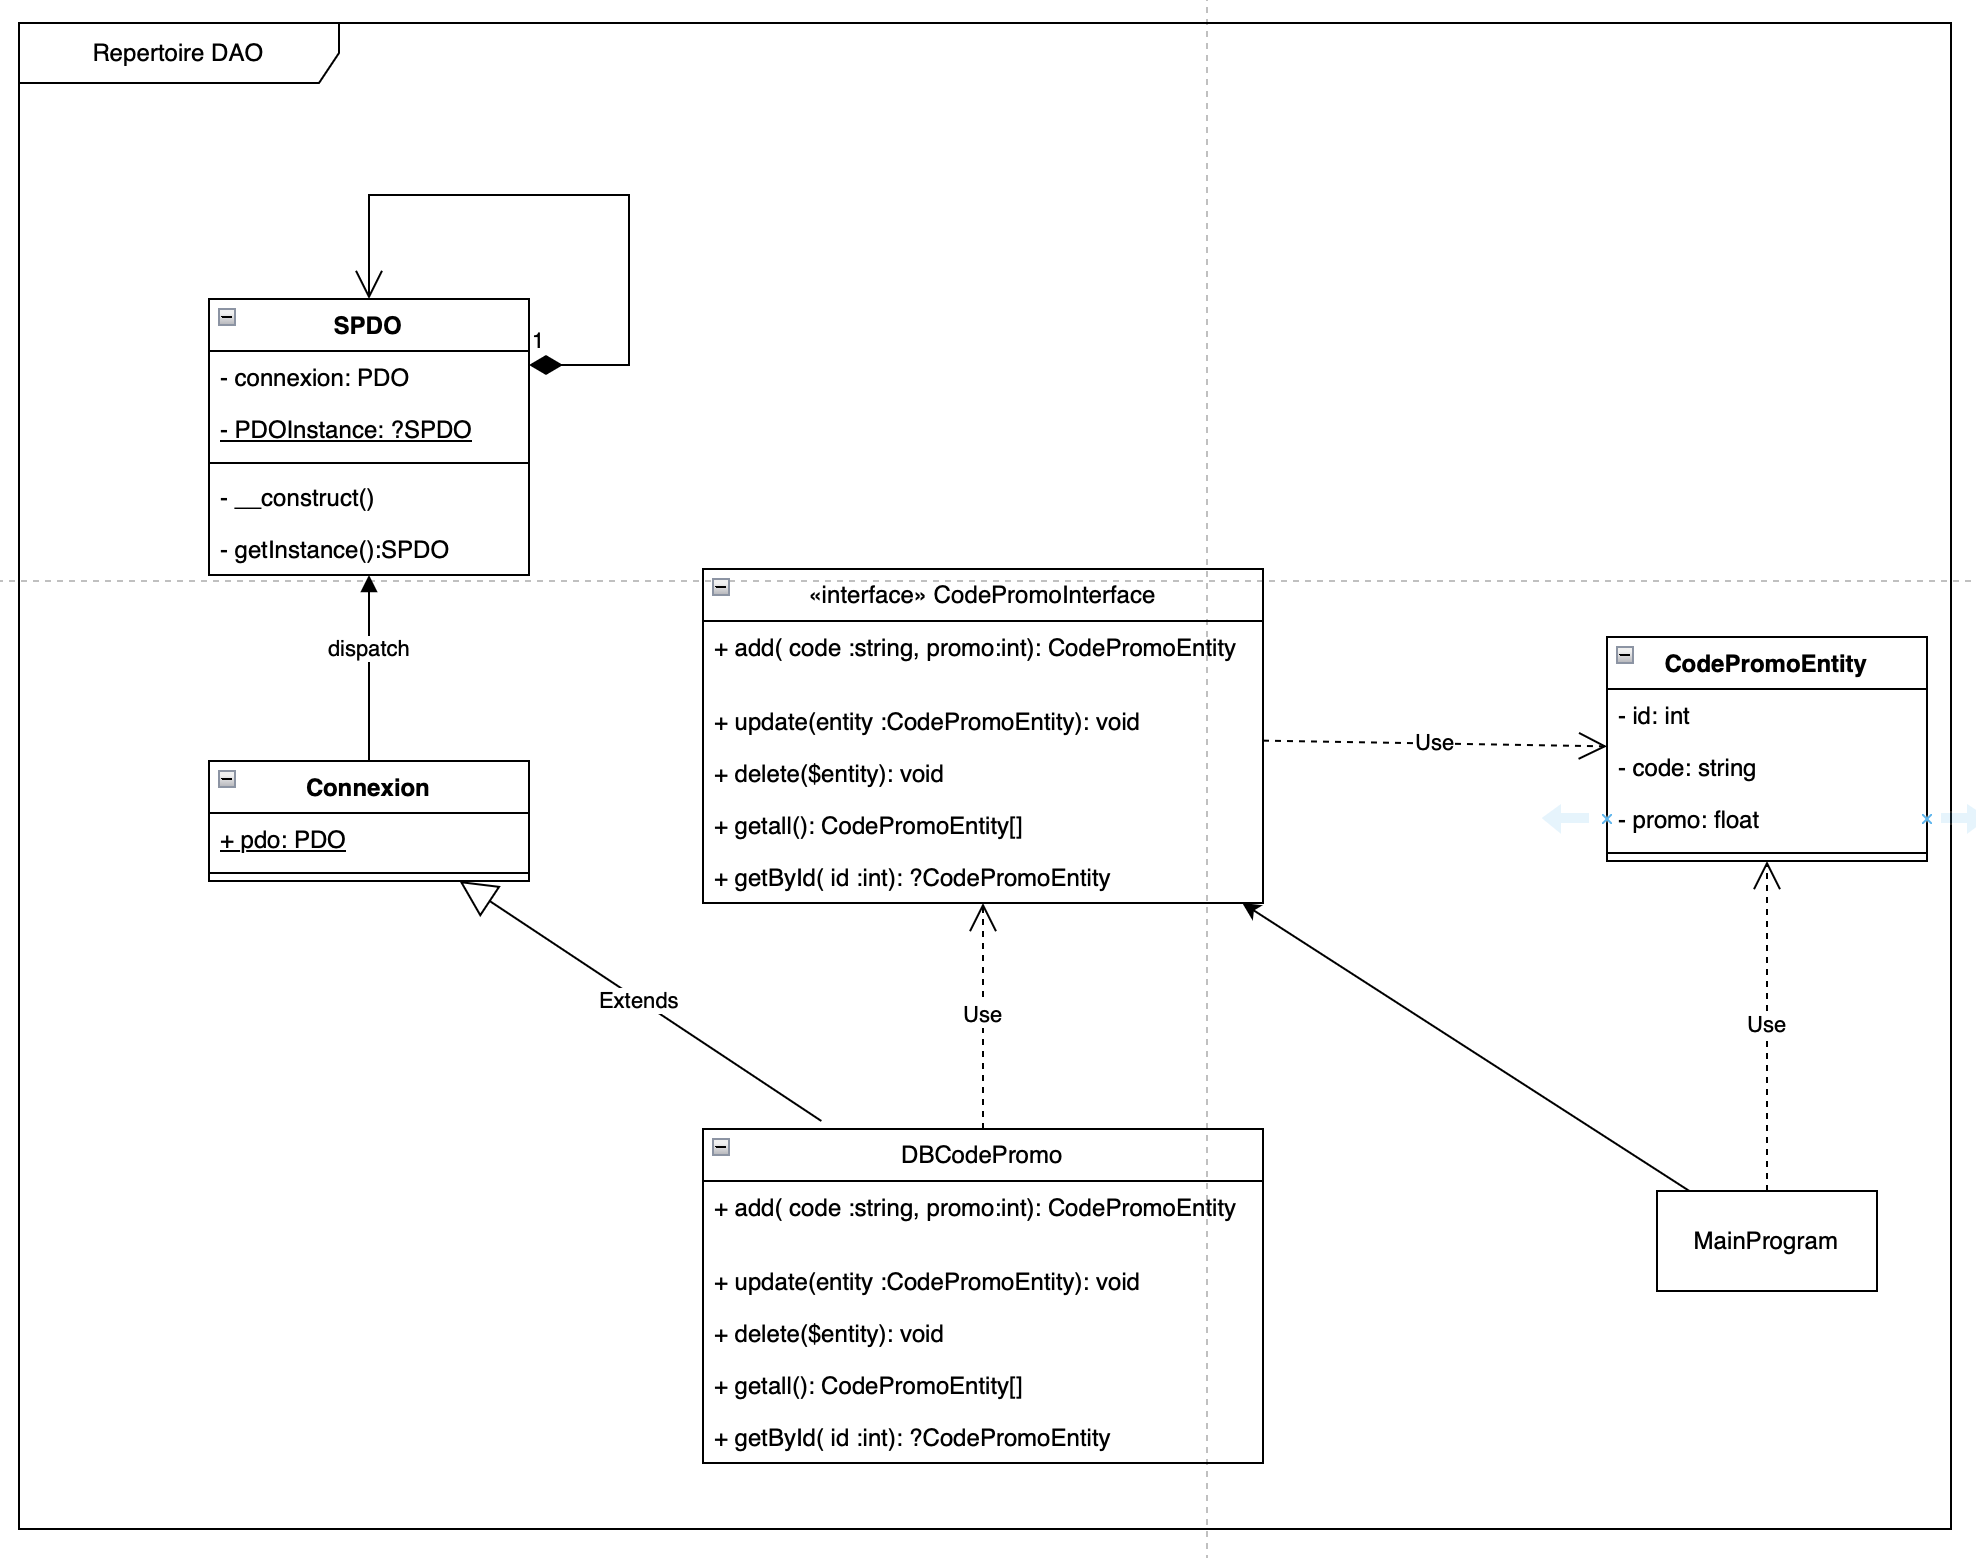 Repertoire DAO
SPDO
1
- connexion: PDO
- PDOInstance: ?SPDO
- __construct()
- getInstance():SPDO
dispatch
Connexion
+ pdo: PDO
Extends
«interface» CodePromoInterface
+ add( code :string, promo:int): CodePromoEntity
+ update(entity :CodePromoEntity): void
+ delete($entity): void
+ getall(): CodePromoEntity[]
+ getById( id :int): ?CodePromoEntity
Use
CodePromoEntity
- id: int
- code: string
- promo: float
Use
Use
DBCodePromo
+ add( code :string, promo:int): CodePromoEntity
+ update(entity :CodePromoEntity): void
+ delete($entity): void
+ getall(): CodePromoEntity[]
+ getById( id :int): ?CodePromoEntity
MainProgram